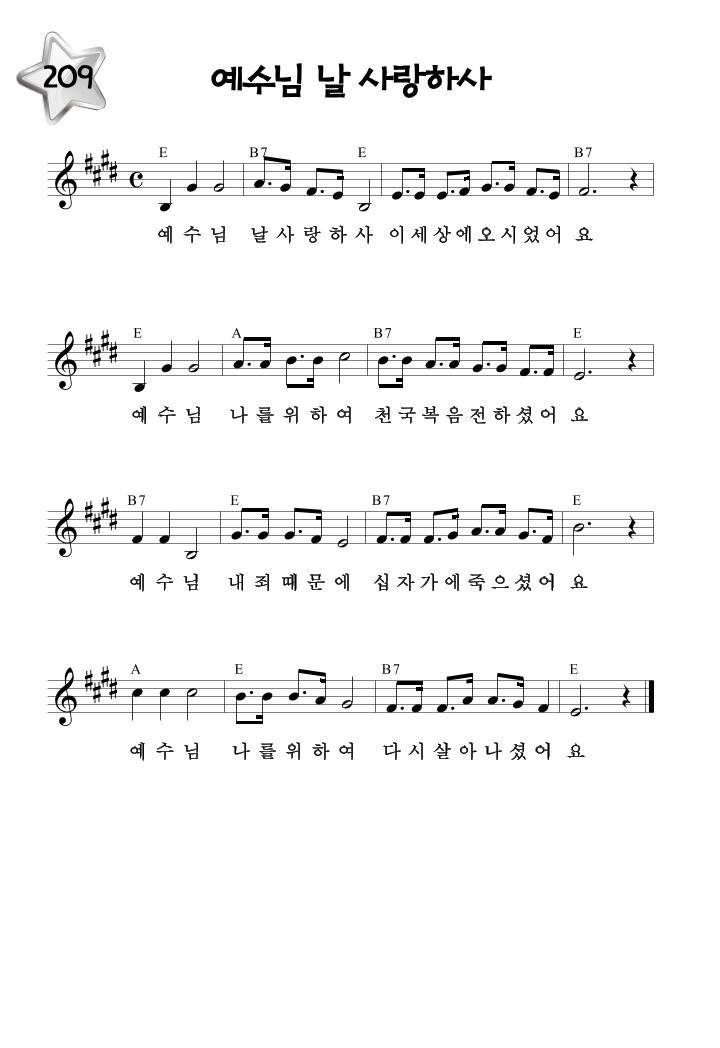 209
예수님 날 사랑하사
E B7 E B7
예 수 님 날 사 랑 하 사 이 세 상 에 오 시 었 어 요
E A B7 E
예 수 님 나 를 위 하 여 천 국 복 음 전 하 셨 어 요
B7 E B7 E
예 수 님 내 죄 때 문 에 십 자 가 에 죽 으 셨 어 요
A E B7 E
예 수 님 나 를 위 하 여 다 시 살 아 나 셨 어 요